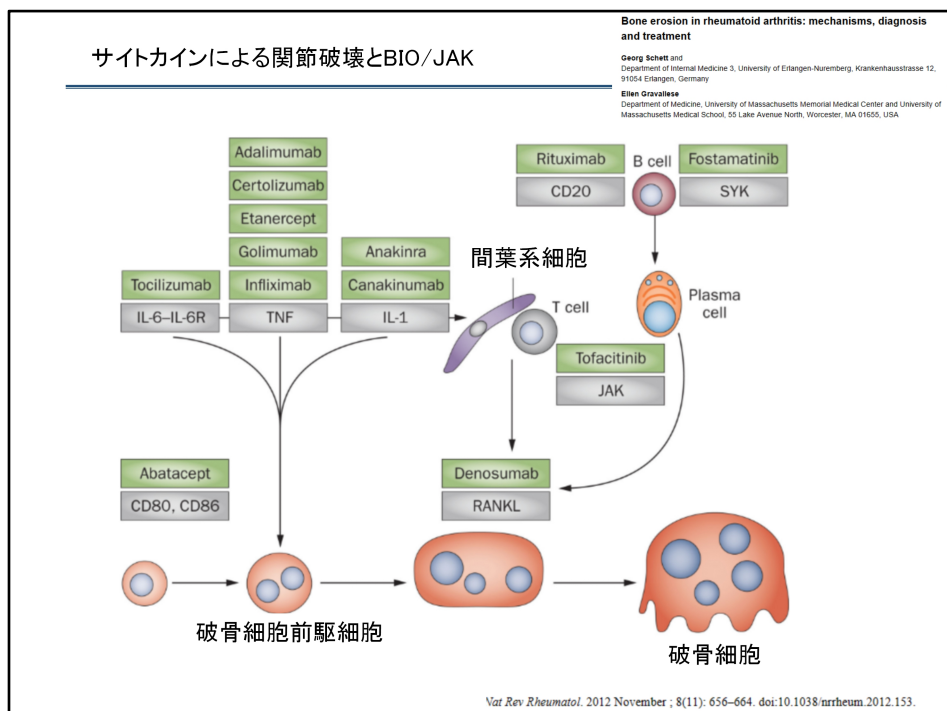 サイトカインによる関節破壊とBIO/JAK
Bone erosion in rheumatoid arthritis: mechanisms, diagnosis
and treatment
Georg Schett and
Department of Internal Medicine 3, University of Erlangen-Nuremberg, Krankenhausstrasse 12,
91054 Erlangen, Germany
Ellen Gravallese
Department of Medicine, University of Massachusetts Memorial Medical Center and University of
Massachusetts Medical School, 55 Lake Avenue North, Worcester, MA 01655, USA
Adalimumab
Certolizumab
Etanercept
Golimumab
Infliximab
TNF
Tocilizumab
IL-6–IL-6R
Anakinra
Canakinumab
IL-1
間葉系細胞
T cell
Rituximab
CD20
B cell
Fostamatinib
SYK
Plasma
cell
Tofacitinib
JAK
Abatacept
CD80, CD86
Denosumab
RANKL
破骨細胞前駆細胞
破骨細胞
Vat Rev Rheumatol. 2012 November ; 8(11): 656–664. doi:10.1038/nrrheum.2012.153.